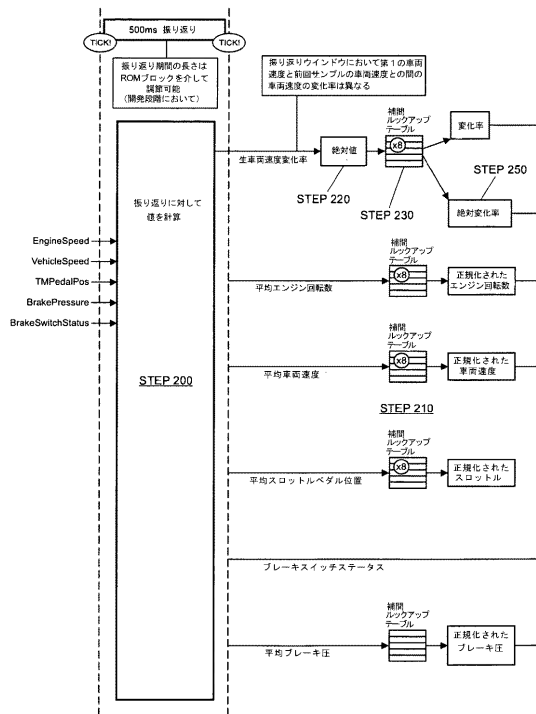 500ms 振り返り
TICK!
TICK!
振り返り期間の長さは
ROMブロックを介して
調節可能
(開発段階において)
振り返りウインドウにおいて第1の車両
速度と前回サンプルの車両速度との間の
車両速度の変化率は異なる
生車両速度変化率
絶対値
STEP 220
補間
ルックアップ
テーブル
x8
STEP 230
変化率
STEP 250
絶対変化率
振り返りに対して
値を計算
EngineSpeed
VehicleSpeed
TMPedalPos
BrakePressure
BrakeSwitchStatus
STEP 200
平均エンジン回転数
補間
ルックアップ
テーブル
x8
正規化された
エンジン回転数
平均車両速度
補間
ルックアップ
テーブル
x8
正規化された
車両速度
STEP 210
平均スロットルペダル位置
補間
ルックアップ
テーブル
x8
正規化された
スロットル
ブレーキスイッチステータス
平均ブレーキ圧
補間
ルックアップ
テーブル
正規化された
ブレーキ圧